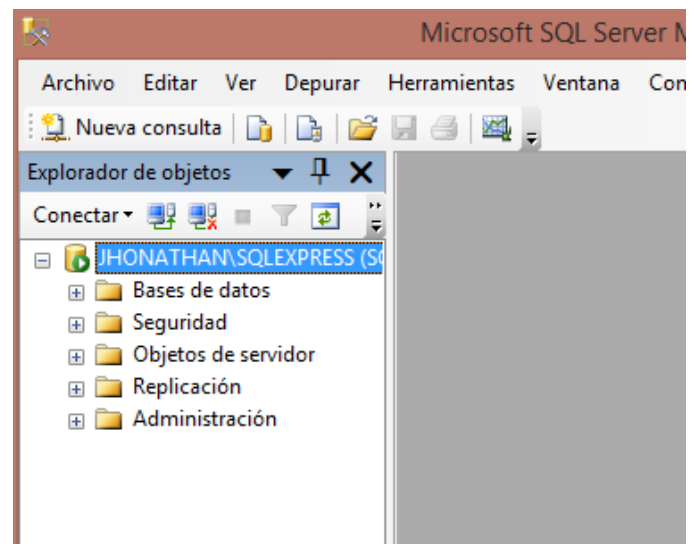 Microsoft SQL Server
Archivo Editar Ver Depurar Herramientas Ventana
Nueva consulta
Explorador de objetos
Conectar
JHONATHAN\SQLEXPRESS
Bases de datos
Seguridad
Objetos de servidor
Replicación
Administración